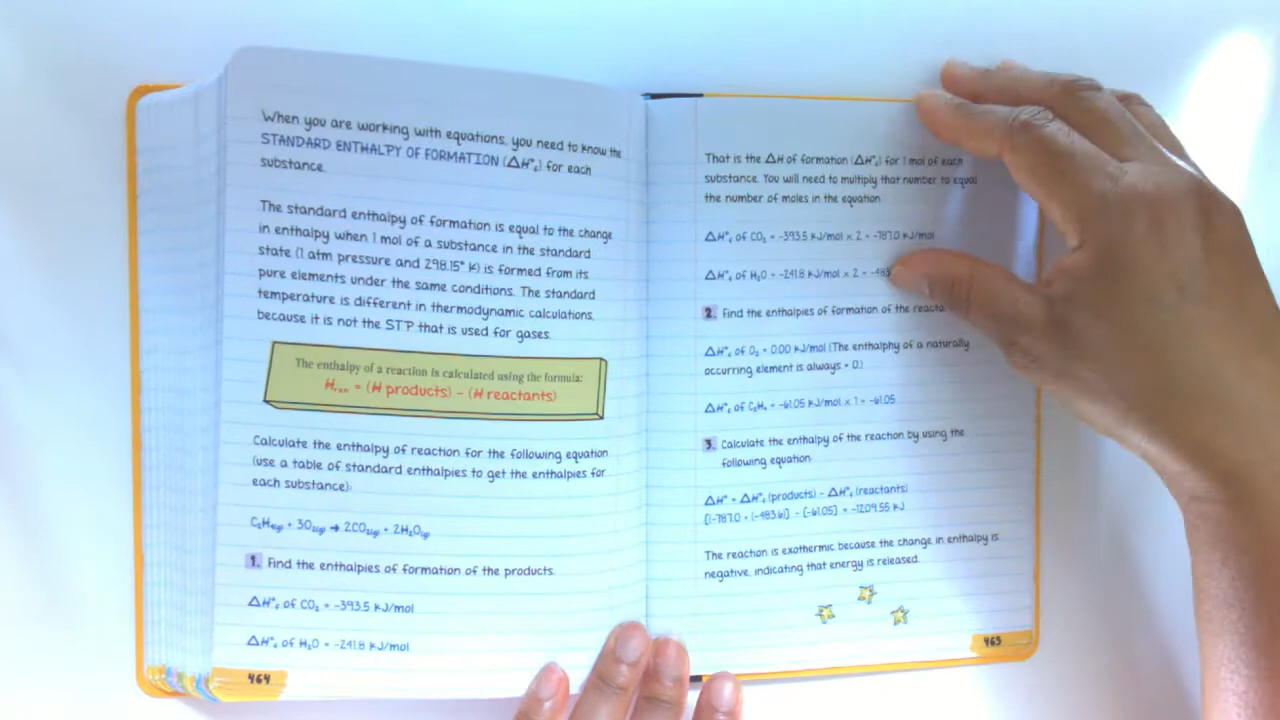 When you are working with equations, you need to know the
STANDARD ENTHALPY OF FORMATION (ΔH°f) for each
substance.
The standard enthalpy of formation is equal to the change
in enthalpy when 1 mol of a substance in the standard
state (1 atm pressure and 298.15° K) is formed from its
pure elements under the same conditions. The standard
temperature is different in thermodynamic calculations,
because it is not the STP that is used for gases.
The enthalpy of a reaction is calculated using the formula:
Hrxn = (H products) - (H reactants)
Calculate the enthalpy of reaction for the following equation
(use a table of standard enthalpies to get the enthalpies for
each substance):
C₂H₄(g) + 3O₂(g) → 2CO₂(g) + 2H₂O(g)
1. Find the enthalpies of formation of the products.
ΔH°f of CO₂ = -393.5 kJ/mol
ΔH°f of H₂O = -241.8 kJ/mol
464
That is the ΔH of formation (ΔH°f) for 1 mol of each
substance. You will need to multiply that number to equal
the number of moles in the equation.
ΔH°f of CO₂ = -393.5 kJ/mol x 2 = -787.0 kJ/mol
ΔH°f of H₂O = -241.8 kJ/mol x 2 =
2. Find the enthalpies of formation of the
ΔH°f of O₂ = 0.00 kJ/mol (The enthalphy of a naturally
occurring element is always = 0.)
ΔH°f of C₂H₄ = -61.05 kJ/mol x 1 = -61.05
3. Calculate the enthalpy of the reaction by using the
following equation:
ΔH° = ΔH°f (products) - ΔH°f (reactants)
[(-787.0 + (-483.6)] - [-61.05] = -1209.55 kJ
The reaction is exothermic because the change in enthalpy is
negative, indicating that energy is released.
465